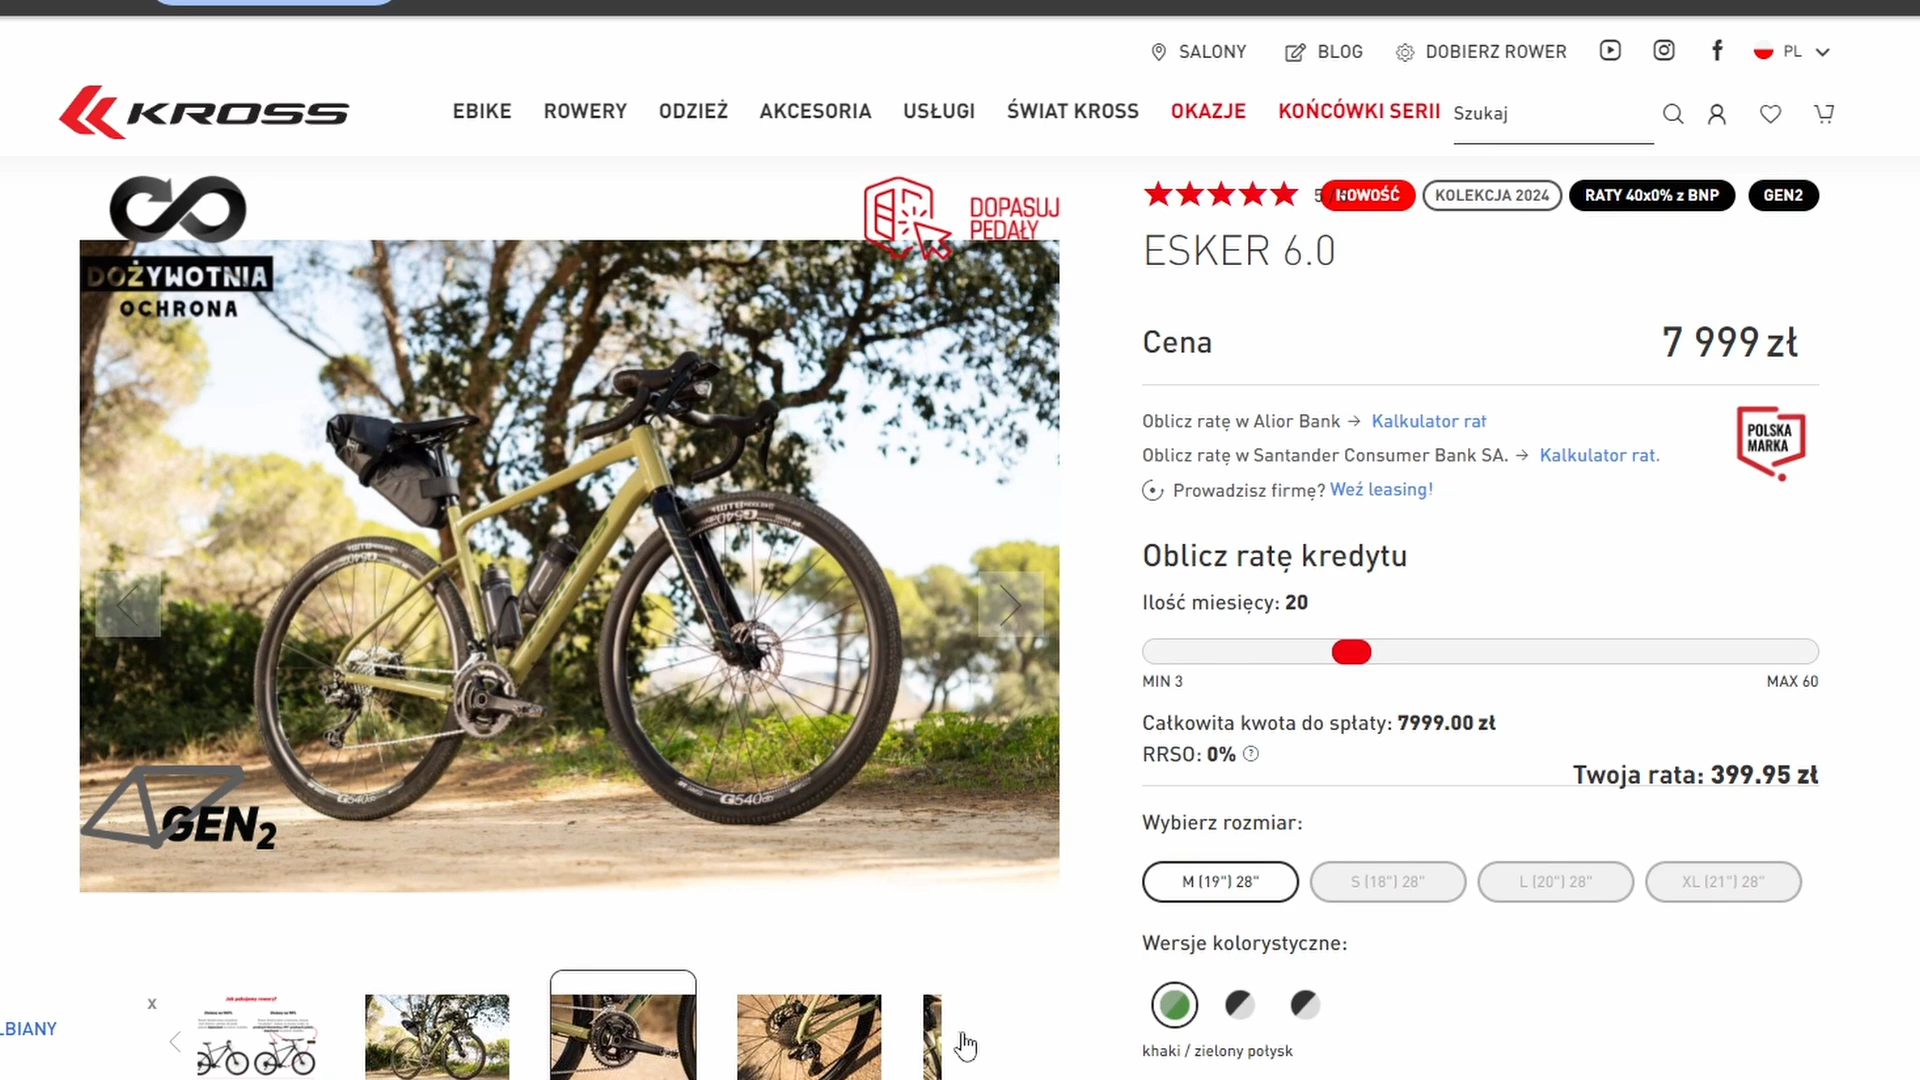 SALONY
BLOG
DOBIERZ ROWER
PL
KROSS
EBIKE
ROWERY
ODZIEŻ
AKCESORIA
USŁUGI
ŚWIAT KROSS
OKAZJE
KOŃCÓWKI SERII
Szukaj
DOŻYWOTNIA
OCHRONA
DOPASUJ
PEDAŁY
GEN2
5
NOWOŚĆ
KOLEKCJA 2024
RATY 40x0% z BNP
GEN2
ESKER 6.0
Cena
7 999 zł
Oblicz ratę w Alior Bank → Kalkulator rat
Oblicz ratę w Santander Consumer Bank SA. → Kalkulator rat.
Prowadzisz firmę? Weź leasing!
POLSKA
MARKA
Oblicz ratę kredytu
Ilość miesięcy: 20
MIN 3
MAX 60
Całkowita kwota do spłaty: 7999.00 zł
RRSO: 0% ?
Twoja rata: 399.95 zł
Wybierz rozmiar:
M (19") 28"
S (18") 28"
L (20") 28"
XL (21") 28"
Wersje kolorystyczne:
khaki / zielony połysk
x
LBIANY
G540
G540